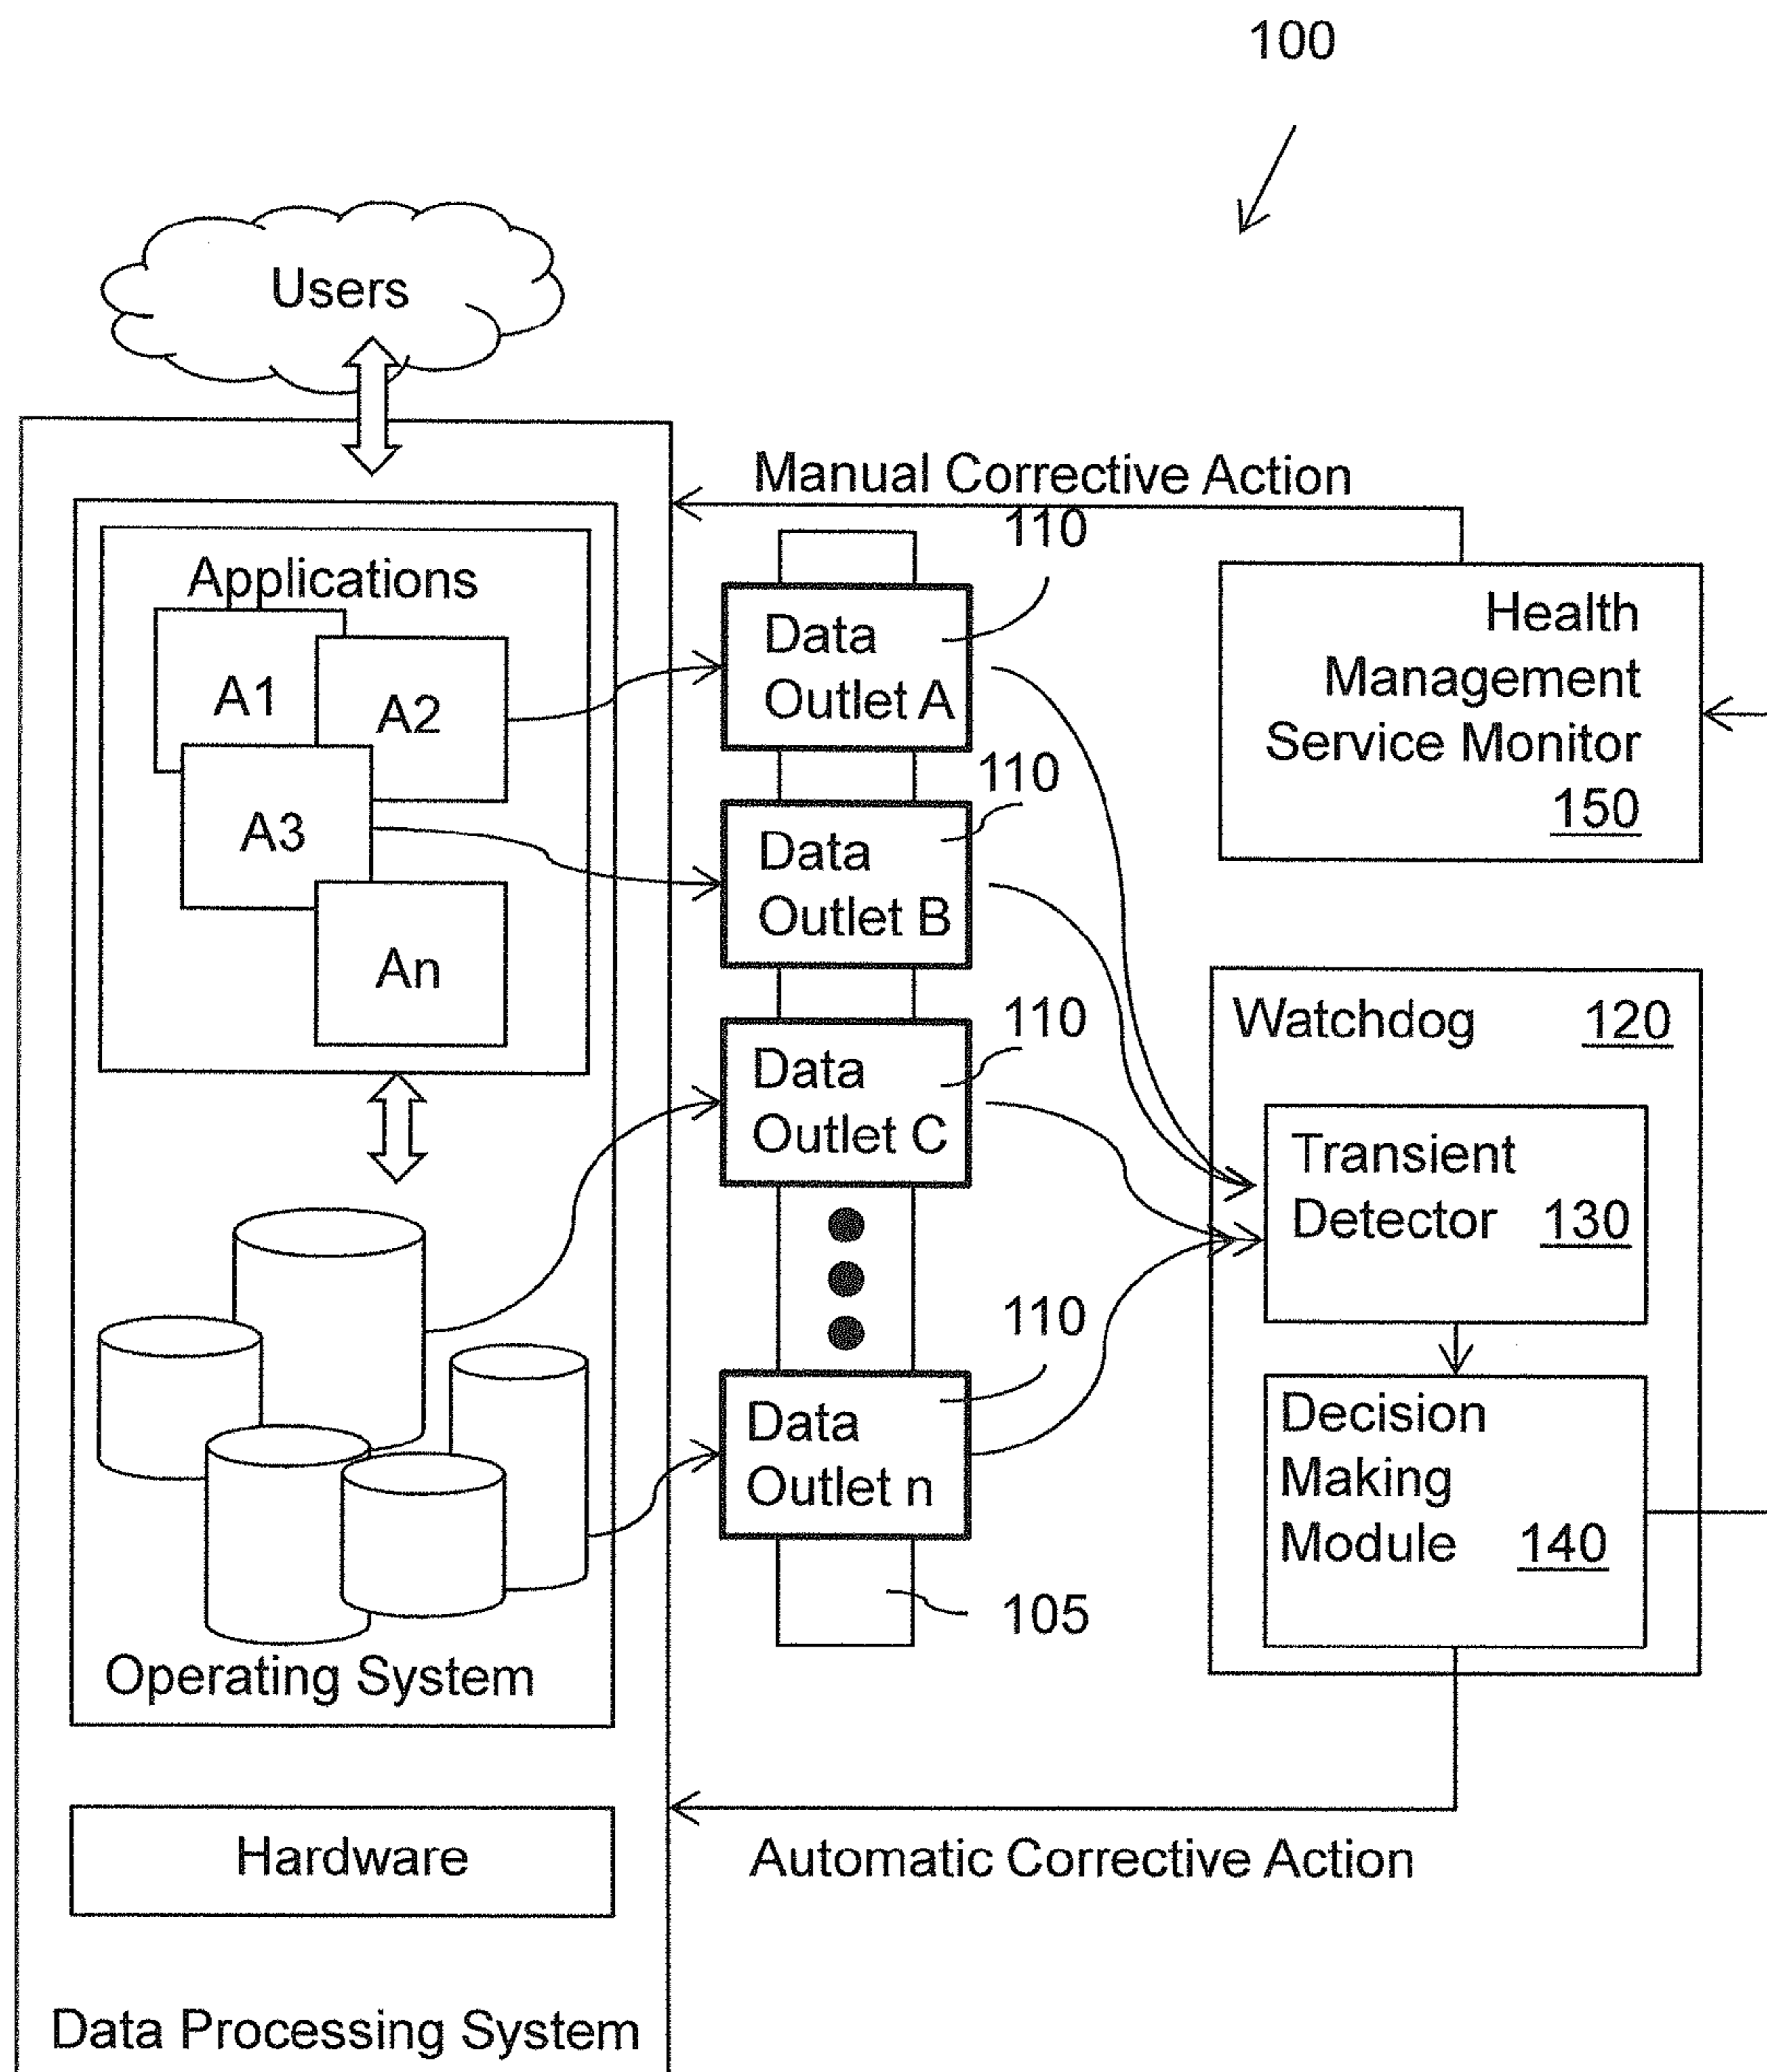 100
Users
Manual Corrective Action
110
Applications
A1
A2
A3
An
Data
Outlet A
110
Data
Outlet B
110
Data
Outlet C
110
Data
Outlet n
105
Health
Management
Service Monitor
150
Watchdog 120
Transient
Detector 130
Decision
Making
Module 140
Operating System
Hardware
Automatic Corrective Action
Data Processing System